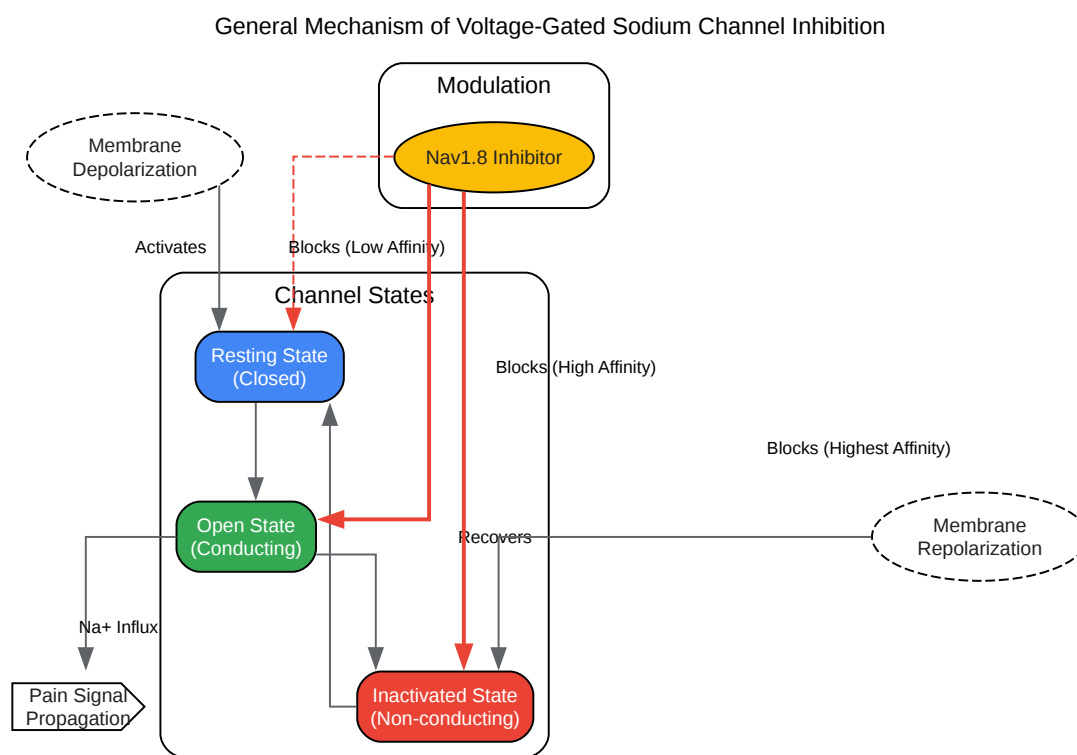 General Mechanism of Voltage-Gated Sodium Channel Inhibition
Modulation
Membrane
Depolarization
Nav1.8 Inhibitor
Activates
Blocks (Low Affinity)
Channel States
Resting State
(Closed)
Blocks (High Affinity)
Blocks (Highest Affinity)
Open State
(Conducting)
Recovers
Membrane
Repolarization
Na+ Influx
Pain Signal
Propagation
Inactivated State
(Non-conducting)